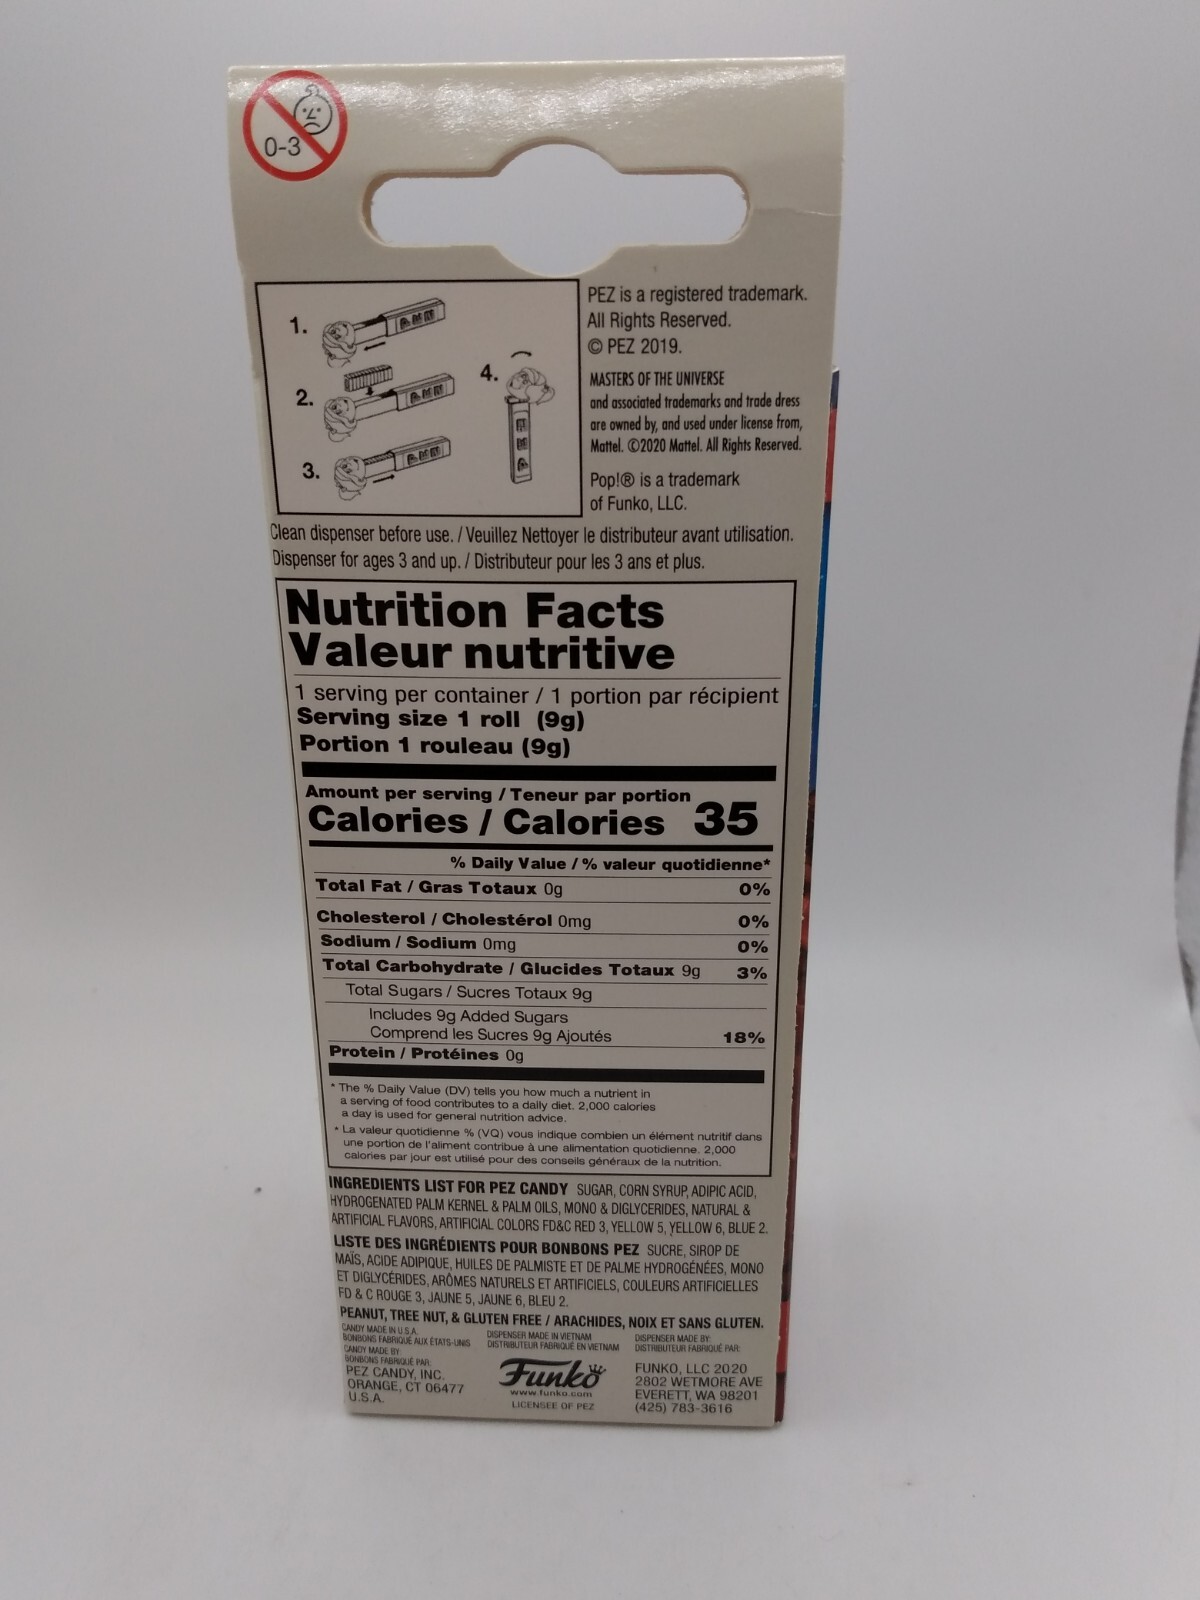 0-3
1.
2.
3.
4.
PEZ is a registered trademark.
All Rights Reserved.
© PEZ 2019.
MASTERS OF THE UNIVERSE
and associated trademarks and trade dress
are owned by, and used under license from,
Mattel. ©2020 Mattel. All Rights Reserved.
Pop!® is a trademark
of Funko, LLC.
Clean dispenser before use. / Veuillez Nettoyer le distributeur avant utilisation.
Dispenser for ages 3 and up. / Distributeur pour les 3 ans et plus.
Nutrition Facts
Valeur nutritive
1 serving per container / 1 portion par récipient
Serving size 1 roll (9g)
Portion 1 rouleau (9g)
Amount per serving / Teneur par portion
Calories / Calories 35
% Daily Value / % valeur quotidienne*
Total Fat / Gras Totaux 0g 0%
Cholesterol / Cholestérol 0mg 0%
Sodium / Sodium 0mg 0%
Total Carbohydrate / Glucides Totaux 9g 3%
Total Sugars / Sucres Totaux 9g
Includes 9g Added Sugars
Comprend les Sucres 9g Ajoutés 18%
Protein / Protéines 0g
* The % Daily Value (DV) tells you how much a nutrient in
a serving of food contributes to a daily diet. 2,000 calories
a day is used for general nutrition advice.
* La valeur quotidienne % (VQ) vous indique combien un élément nutritif dans
une portion de l'aliment contribue à une alimentation quotidienne. 2,000
calories par jour est utilisé pour des conseils généraux de la nutrition.
INGREDIENTS LIST FOR PEZ CANDY SUGAR, CORN SYRUP, ADIPIC ACID,
HYDROGENATED PALM KERNEL & PALM OILS, MONO & DIGLYCERIDES, NATURAL &
ARTIFICIAL FLAVORS, ARTIFICIAL COLORS FD&C RED 3, YELLOW 5, YELLOW 6, BLUE 2.
LISTE DES INGRÉDIENTS POUR BONBONS PEZ SUCRE, SIROP DE
MAÏS, ACIDE ADIPIQUE, HUILES DE PALMISTE ET DE PALME HYDROGÉNÉES, MONO
ET DIGLYCÉRIDES, ARÔMES NATURELS ET ARTIFICIELS, COULEURS ARTIFICIELLES
FD & C ROUGE 3, JAUNE 5, JAUNE 6, BLEU 2.
PEANUT, TREE NUT, & GLUTEN FREE / ARACHIDES, NOIX ET SANS GLUTEN.
CANDY MADE IN U.S.A.
BONBONS FABRIQUÉ AUX ÉTATS-UNIS
CANDY MADE BY:
BONBONS FABRIQUÉ PAR:
PEZ CANDY, INC.
ORANGE, CT 06477
U.S.A.
DISPENSER MADE IN VIETNAM
DISTRIBUTEUR FABRIQUÉ EN VIETNAM
Funko
www.funko.com
LICENSEE OF PEZ
DISPENSER MADE BY:
DISTRIBUTEUR FABRIQUÉ PAR:
FUNKO, LLC 2020
2802 WETMORE AVE
EVERETT, WA 98201
(425) 783-3616